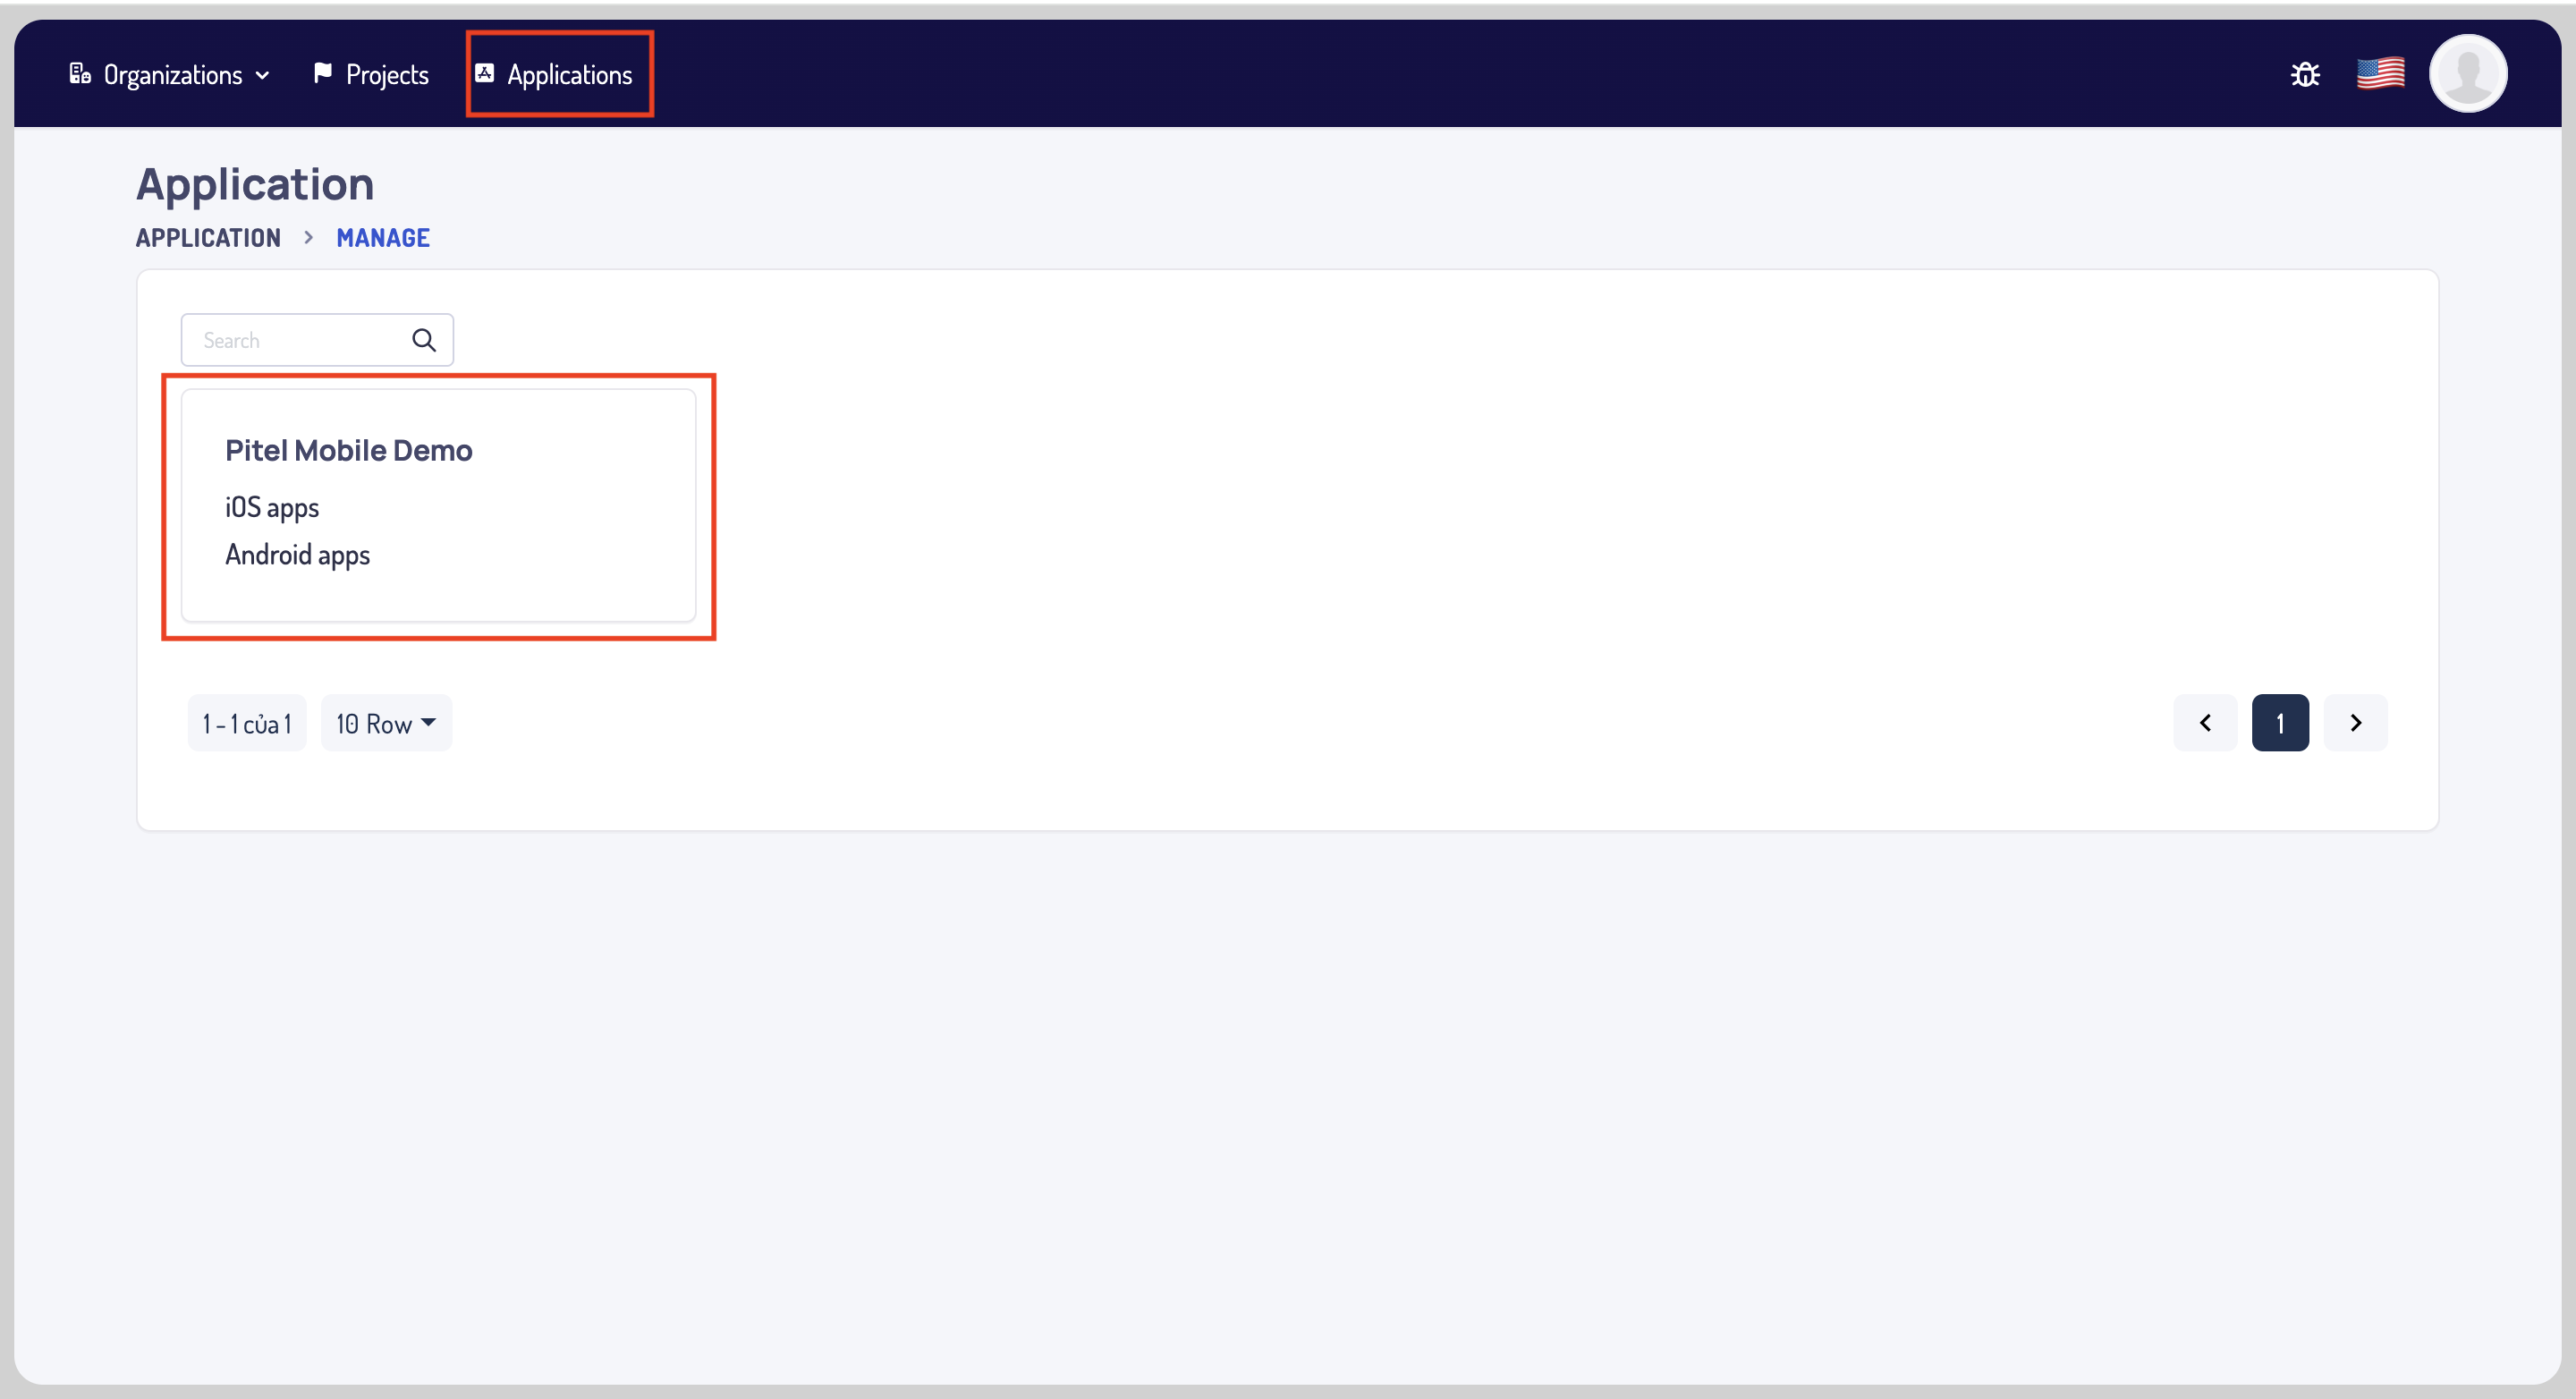 Organizations Projects Applications
Application
APPLICATION > MANAGE
Search
Pitel Mobile Demo
iOS apps
Android apps
1 - 1 của 1 10 Row 1